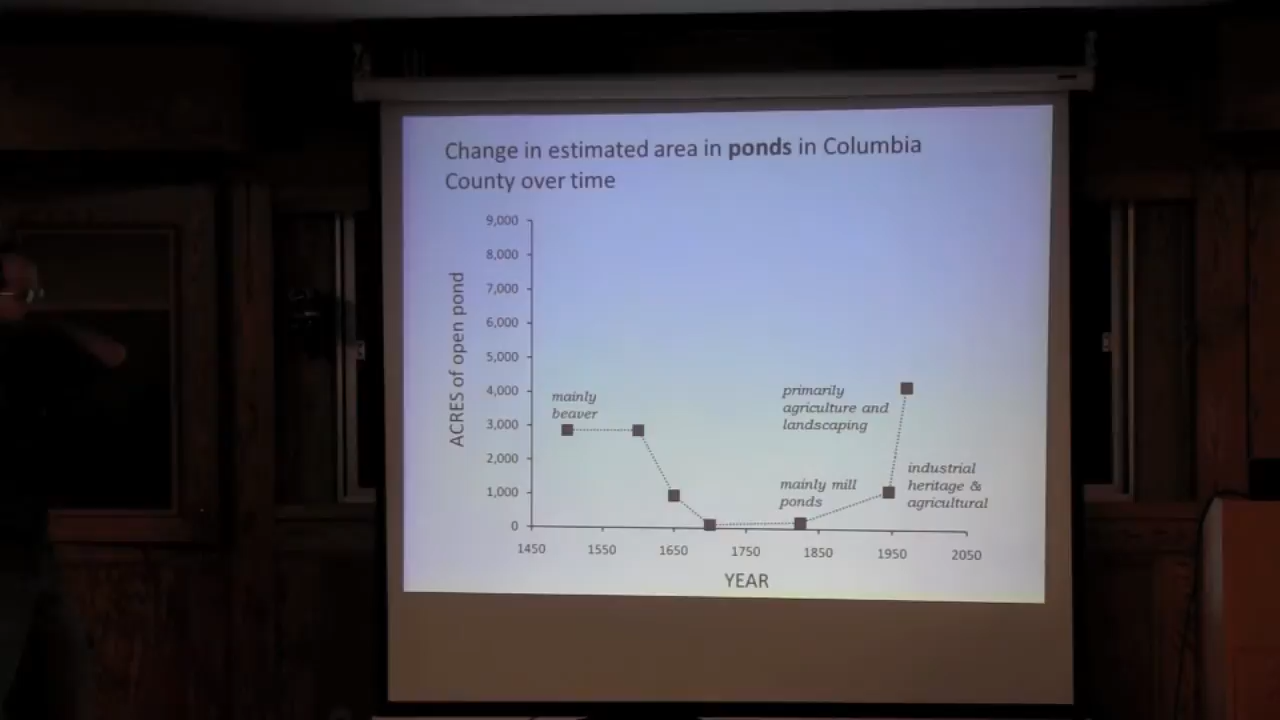 Change in estimated area in ponds in Columbia
County over time
ACRES of open pond
9,000
8,000
7,000
6,000
5,000
4,000
3,000
2,000
1,000
0
mainly
beaver
primarily
agriculture and
landscaping
mainly mill
ponds
industrial
heritage &
agricultural
1450 1550 1650 1750 1850 1950 2050
YEAR